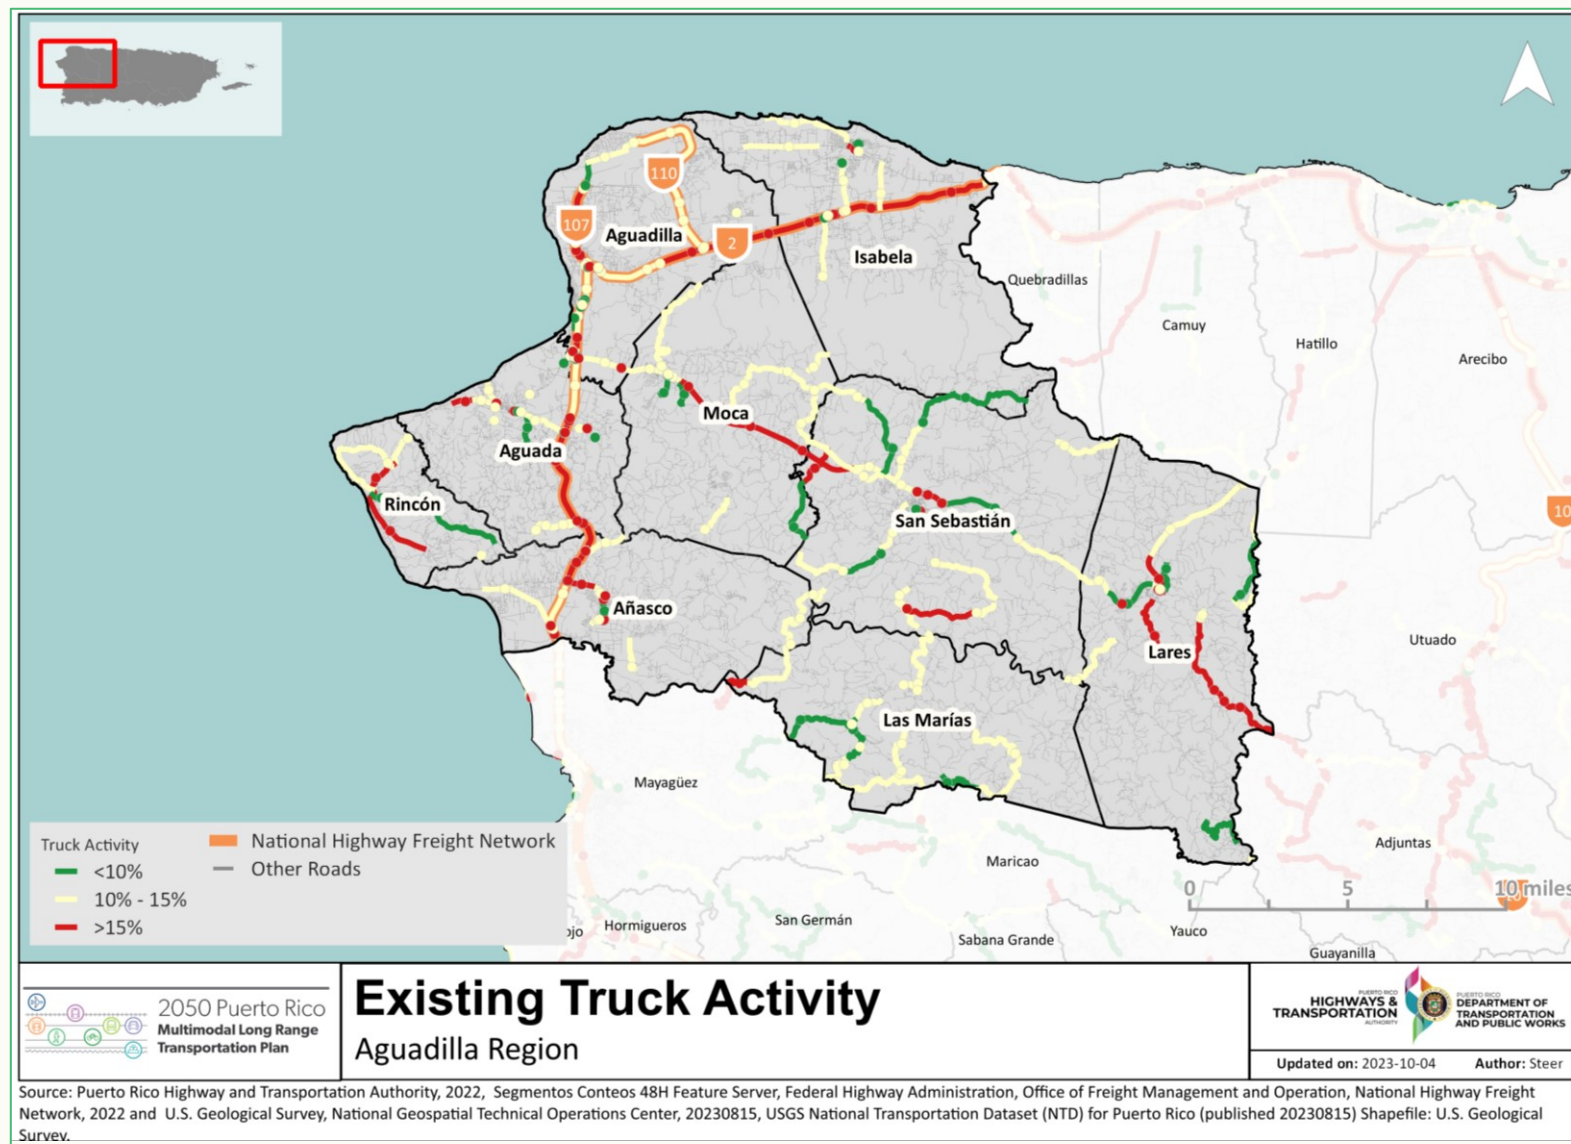 110
107
Aguadilla
2
Isabela
Quebradillas
Camuy
Hatillo
Arecibo
Moca
Aguada
Rincón
San Sebastián
10
Añasco
Lares
Utuado
Las Marías
Mayagüez
Maricao
Adjuntas
Hormigueros
San Germán
Sabana Grande
Yauco
Guayanilla
ojo
0 5 10 miles
Truck Activity
<10%
10% - 15%
>15%
National Highway Freight Network
Other Roads
2050 Puerto Rico
Multimodal Long Range
Transportation Plan
Existing Truck Activity
Aguadilla Region
PUERTO RICO
HIGHWAYS &
TRANSPORTATION
AUTHORITY
PUERTO RICO
DEPARTMENT OF
TRANSPORTATION
AND PUBLIC WORKS
Updated on: 2023-10-04 Author: Steer
Source: Puerto Rico Highway and Transportation Authority, 2022, Segmentos Conteos 48H Feature Server, Federal Highway Administration, Office of Freight Management and Operation, National Highway Freight
Network, 2022 and U.S. Geological Survey, National Geospatial Technical Operations Center, 20230815, USGS National Transportation Dataset (NTD) for Puerto Rico (published 20230815) Shapefile: U.S. Geological
Survey.